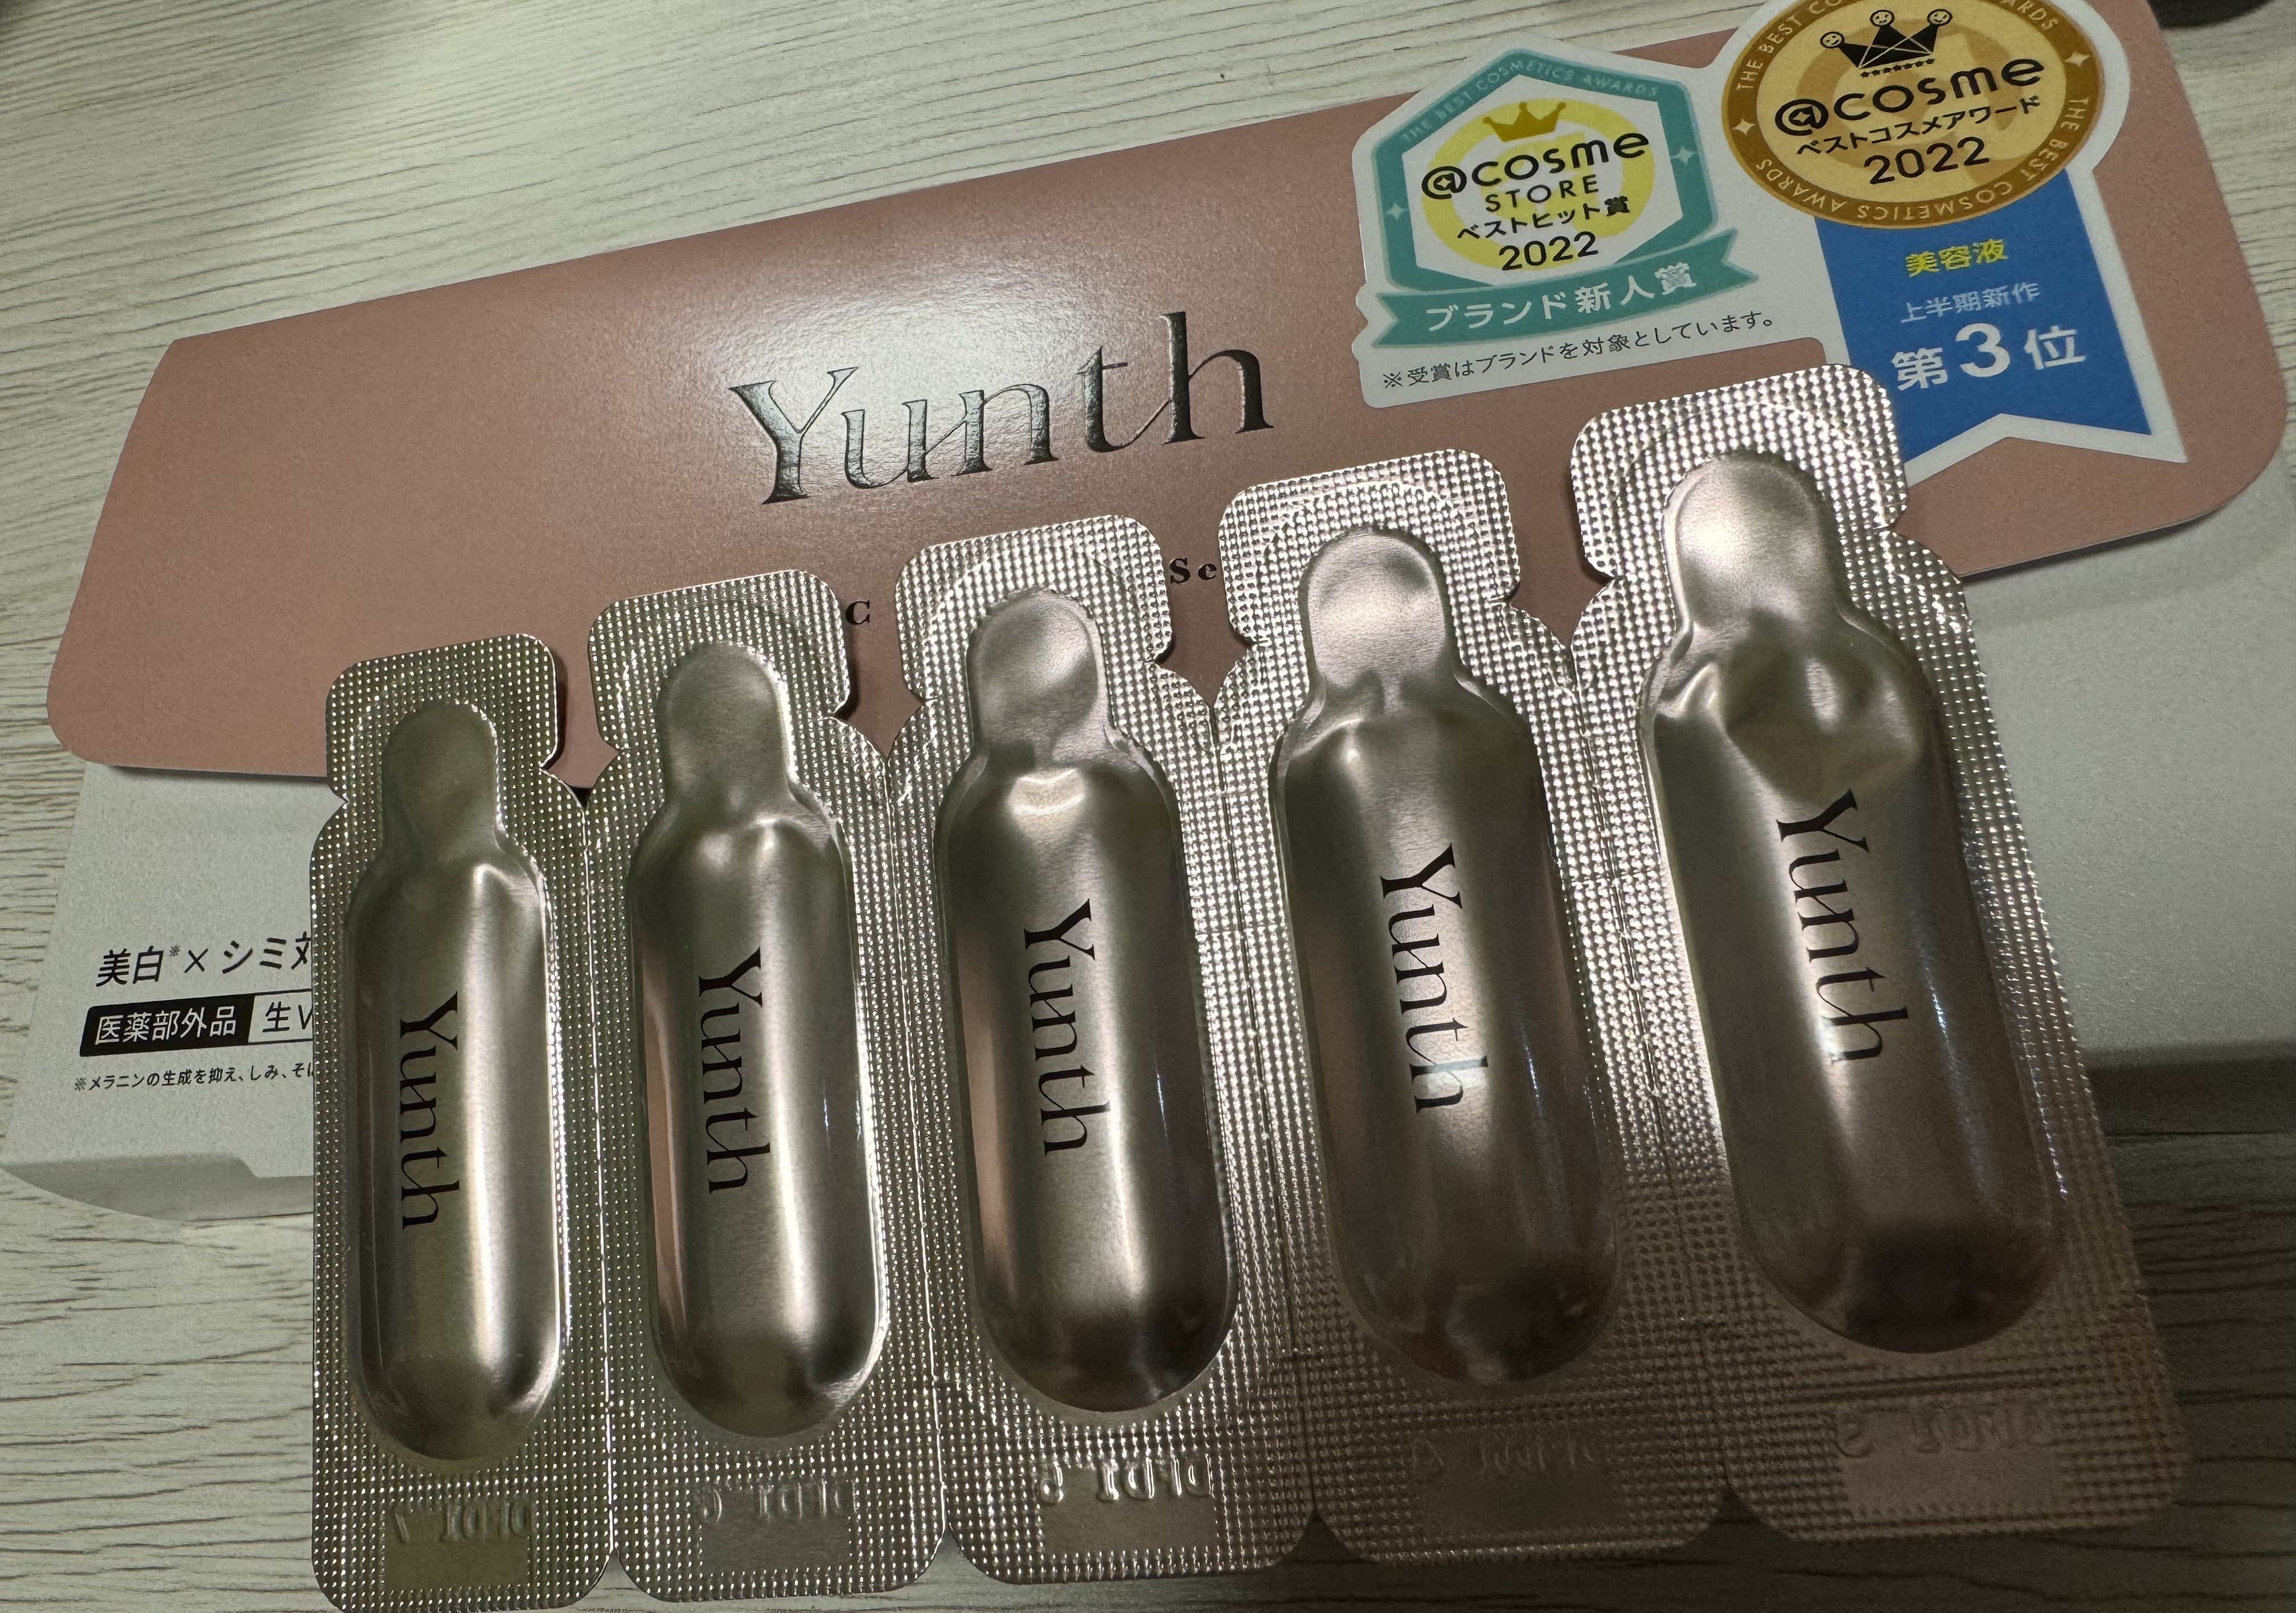 THE BEST COSMETICS AWARDS
@cosme
ベストコスメアワード
2022
THE BEST COSMETICS AWARDS
美容液
上半期新作
第3位
THE BEST COSMETICS AWARDS
@cosme
STORE
ベストヒット賞
2022
ブランド新人賞
※受賞はブランドを対象としています。
Yunth
C Se
美白※×シミ対
医薬部外品 生V
※メラニンの生成を抑え、しみ、そ
Yunth
Yunth
Yunth
Yunth
Yunth